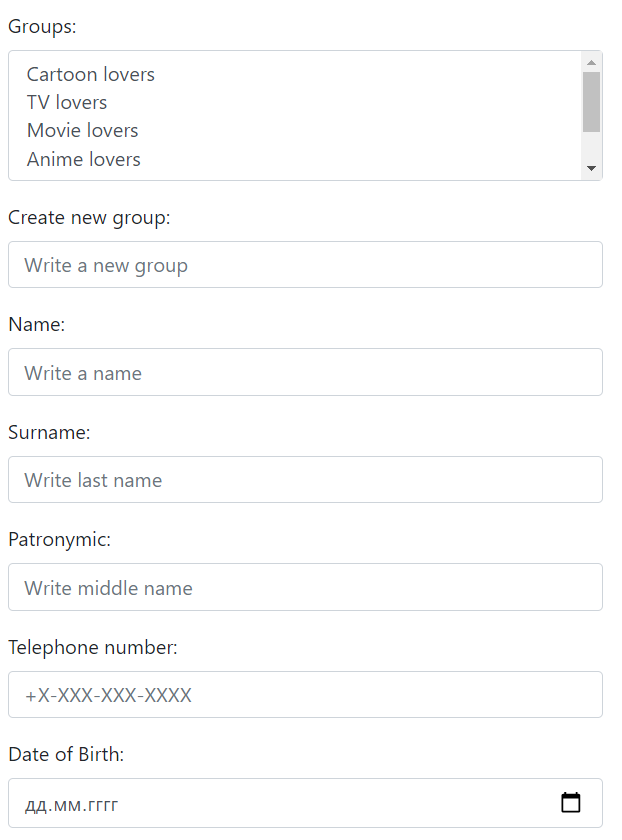 Groups:
Cartoon lovers
TV lovers
Movie lovers
Anime lovers
Create new group:
Write a new group
Name:
Write a name
Surname:
Write last name
Patronymic:
Write middle name
Telephone number:
+X-XXX-XXX-XXXX
Date of Birth:
дд.мм.гггг